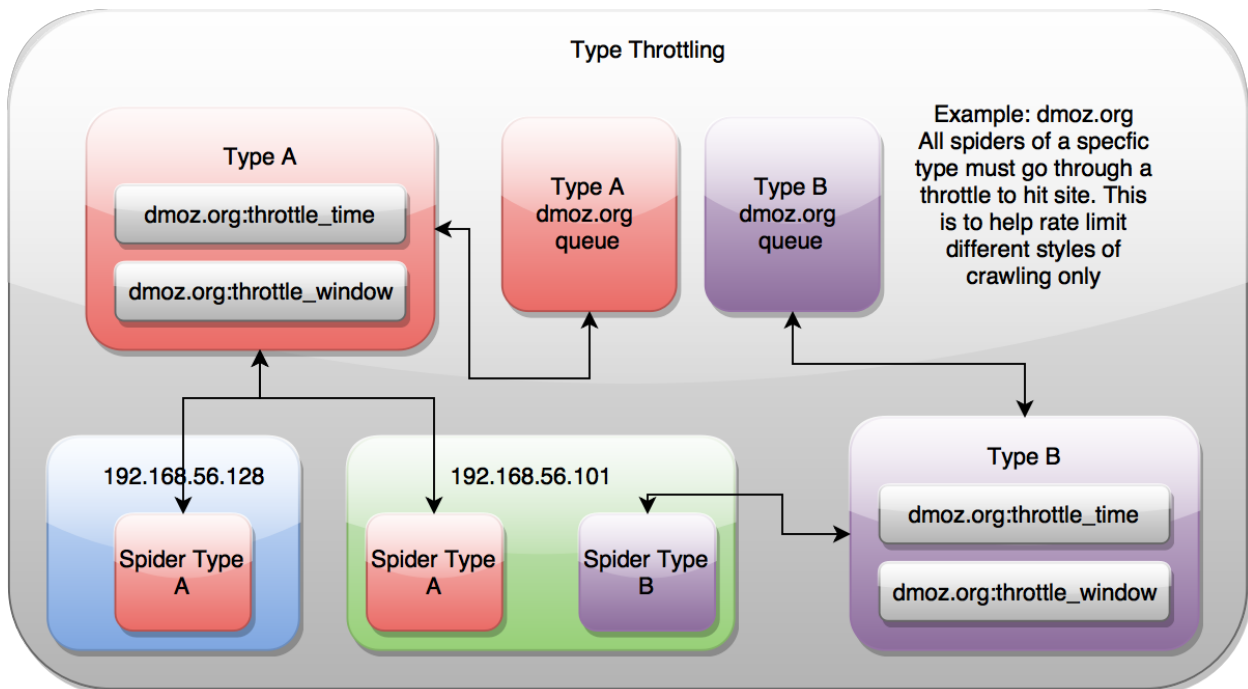 Type Throttling
Type A
dmoz.org:throttle_time
dmoz.org:throttle_window
Type A
dmoz.org
queue
Type B
dmoz.org
queue
Example: dmoz.org
All spiders of a specfic
type must go through a
throttle to hit site. This
is to help rate limit
different styles of
crawling only
192.168.56.128
Spider Type
A
192.168.56.101
Spider Type
A
Spider Type
B
Type B
dmoz.org:throttle_time
dmoz.org:throttle_window